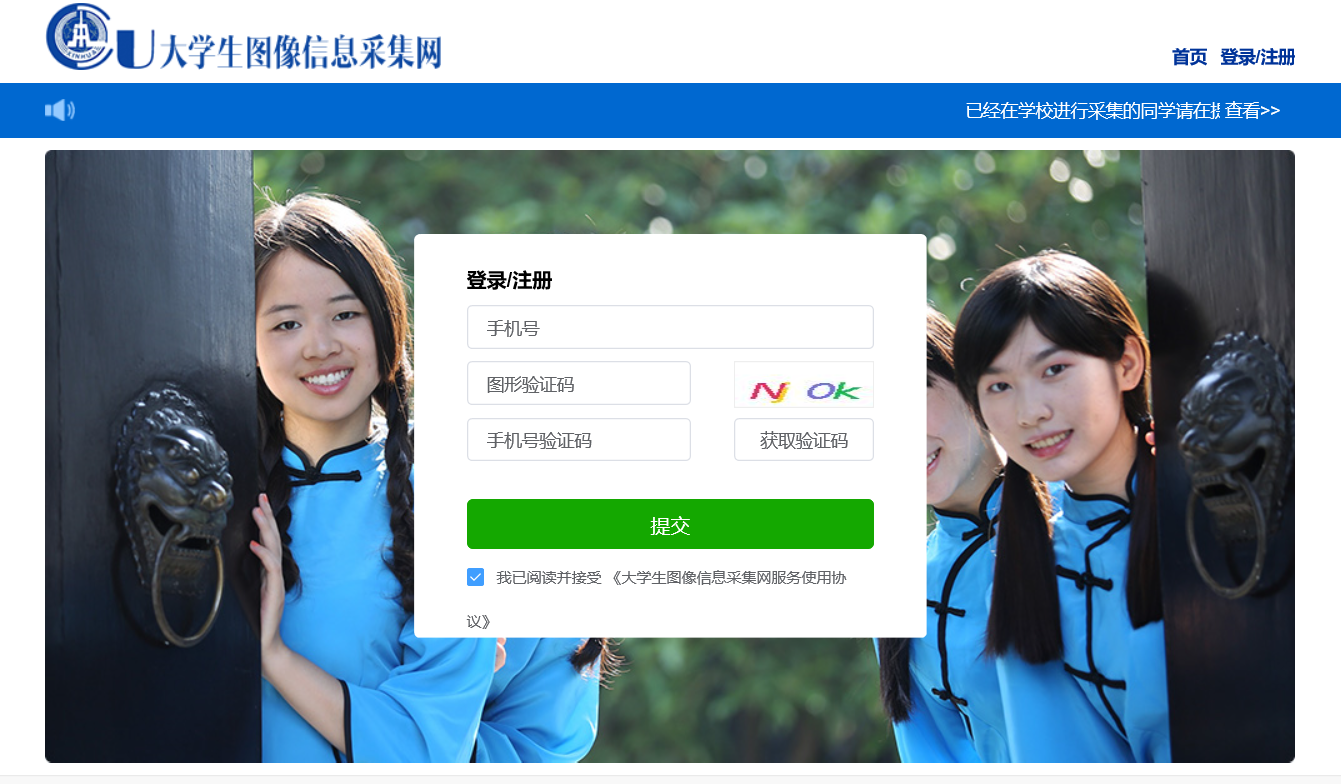 XINHUA
U大学生图像信息采集网
首页 登录/注册
已经在学校进行采集的同学请在 查看>>
登录/注册
手机号
图形验证码
NJ OK
手机号验证码 获取验证码
提交
我已阅读并接受 《大学生图像信息采集网服务使用协
议》